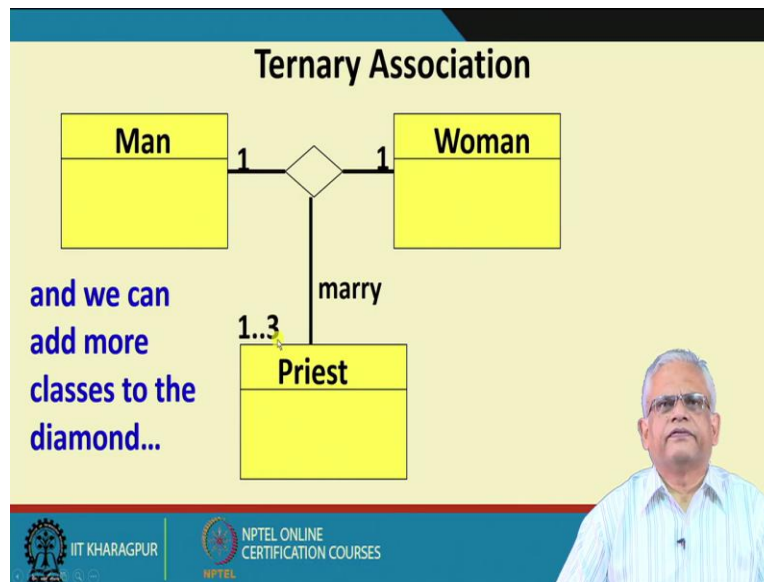 Ternary Association
Man
1
1
Woman
and we can
add more
classes to the
diamond...
marry
1..3
Priest
IIT KHARAGPUR
NPTEL
NPTEL ONLINE
CERTIFICATION COURSES